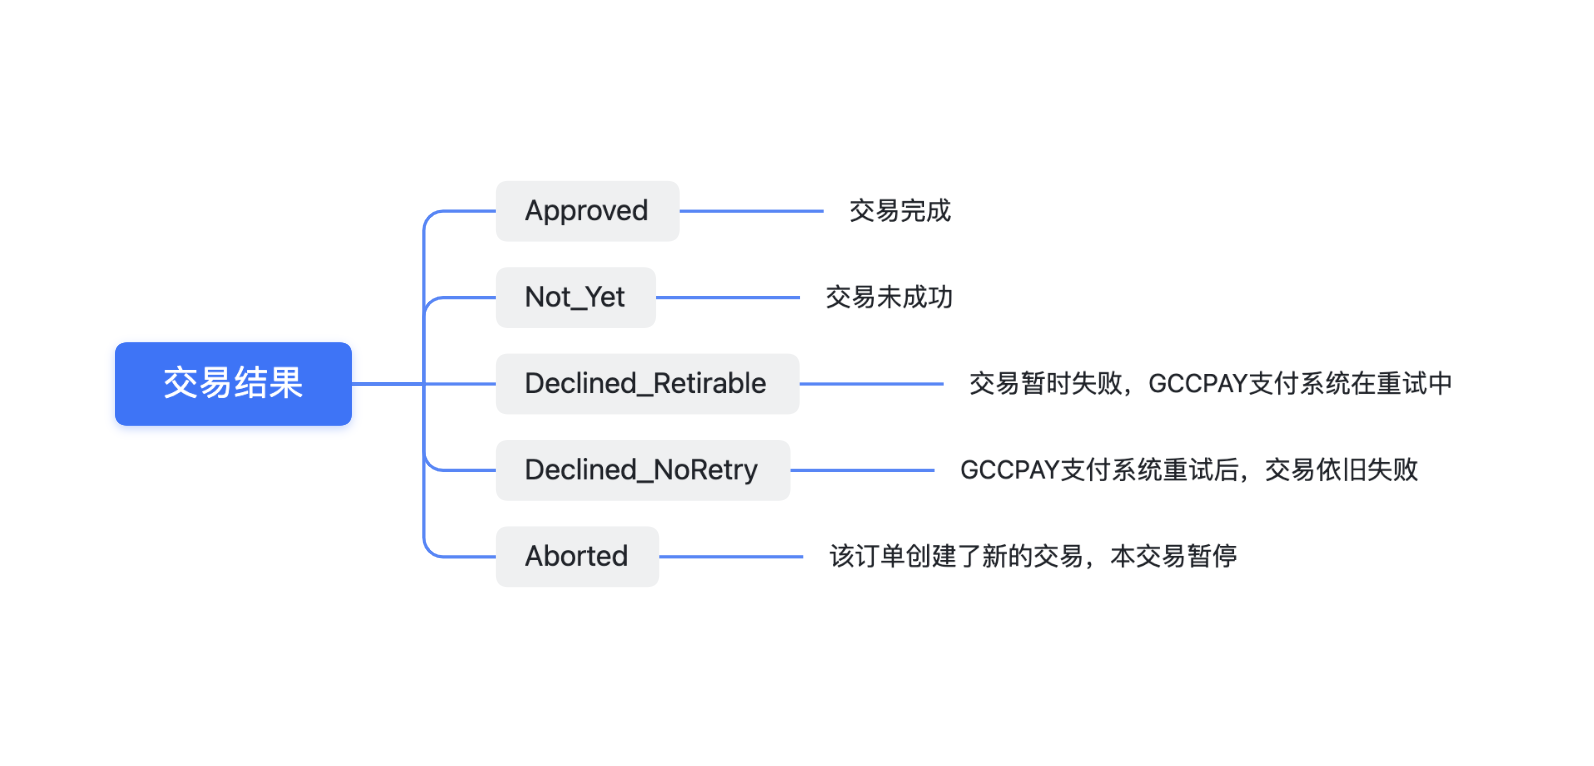 交易结果
Approved
交易完成
Not_Yet
交易未成功
Declined_Retirable
交易暂时失败，GCCPAY支付系统在重试中
Declined_NoRetry
GCCPAY支付系统重试后，交易依旧失败
Aborted
该订单创建了新的交易，本交易暂停